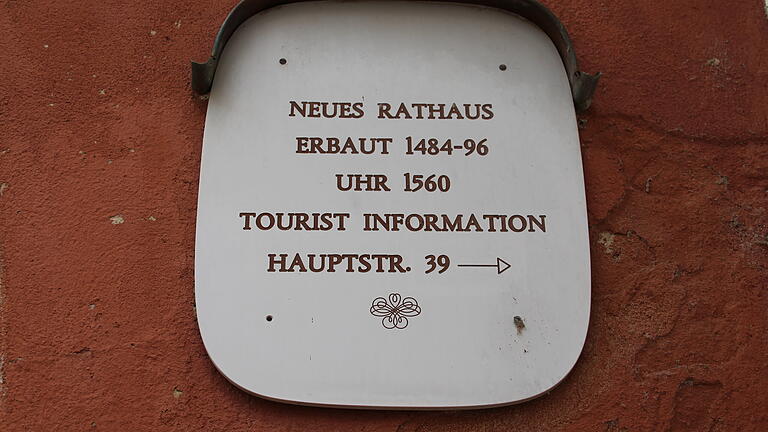 NEUES RATHAUS
ERBAUT 1484-96
UHR 1560
TOURIST INFORMATION
HAUPTSTR. 39 →